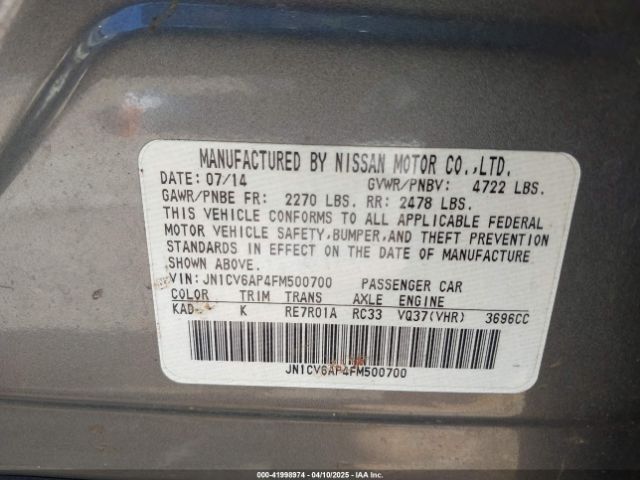 MANUFACTURED BY NISSAN MOTOR CO.,LTD.
DATE: 07/14 GVWR/PNBV: 4722 LBS.
GAWR/PNBE FR: 2270 LBS. RR: 2478 LBS.
THIS VEHICLE CONFORMS TO ALL APPLICABLE FEDERAL
MOTOR VEHICLE SAFETY,BUMPER,AND THEFT PREVENTION
STANDARDS IN EFFECT ON THE DATE OF MANUFACTURE
SHOWN ABOVE.
VIN: JN1CV6AP4FM500700 PASSENGER CAR
COLOR TRIM TRANS AXLE ENGINE
KAD K RE7R01A RC33 VQ37(VHR) 3696CC
JN1CV6AP4FM500700
000-41998974 - 04/10/2025 - IAAI.COM